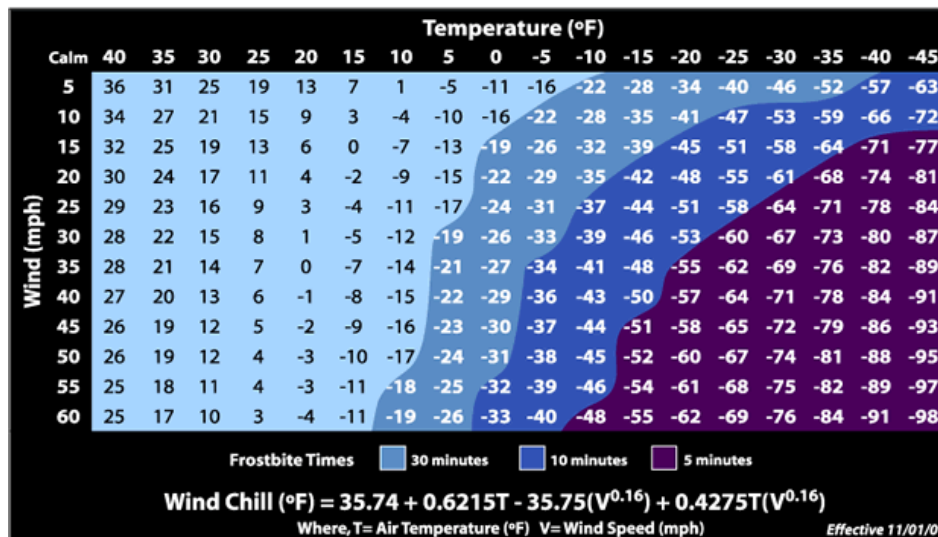 Temperature (ºF)
Calm 40 35 30 25 20 15 10 5 0 -5 -10 -15 -20 -25 -30 -35 -40 -45
5 36 31 25 19 13 7 1 -5 -11 -16 -22 -28 -34 -40 -46 -52 -57 -63
10 34 27 21 15 9 3 -4 -10 -16 -22 -28 -35 -41 -47 -53 -59 -66 -72
15 32 25 19 13 6 0 -7 -13 -19 -26 -32 -39 -45 -51 -58 -64 -71 -77
20 30 24 17 11 4 -2 -9 -15 -22 -29 -35 -42 -48 -55 -61 -68 -74 -81
25 29 23 16 9 3 -4 -11 -17 -24 -31 -37 -44 -51 -58 -64 -71 -78 -84
30 28 22 15 8 1 -5 -12 -19 -26 -33 -39 -46 -53 -60 -67 -73 -80 -87
35 28 21 14 7 0 -7 -14 -21 -27 -34 -41 -48 -55 -62 -69 -76 -82 -89
40 27 20 13 6 -1 -8 -15 -22 -29 -36 -43 -50 -57 -64 -71 -78 -84 -91
45 26 19 12 5 -2 -9 -16 -23 -30 -37 -44 -51 -58 -65 -72 -79 -86 -93
50 26 19 12 4 -3 -10 -17 -24 -31 -38 -45 -52 -60 -67 -74 -81 -88 -95
55 25 18 11 4 -3 -11 -18 -25 -32 -39 -46 -54 -61 -68 -75 -82 -89 -97
60 25 17 10 3 -4 -11 -19 -26 -33 -40 -48 -55 -62 -69 -76 -84 -91 -98
Wind (mph)
Frostbite Times 30 minutes 10 minutes 5 minutes
Wind Chill (ºF) = 35.74 + 0.6215T - 35.75(V^0.16) + 0.4275T(V^0.16)
Where, T= Air Temperature (ºF) V= Wind Speed (mph) Effective 11/01/0